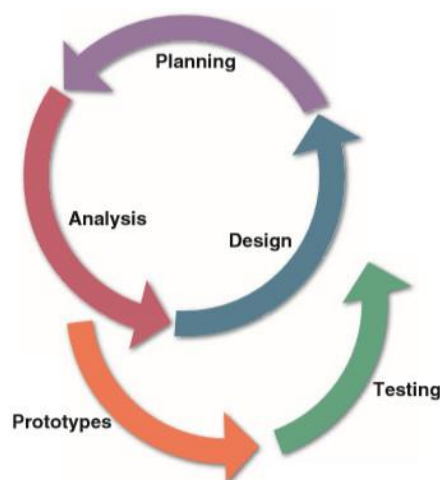 Planning
Analysis
Design
Prototypes
Testing